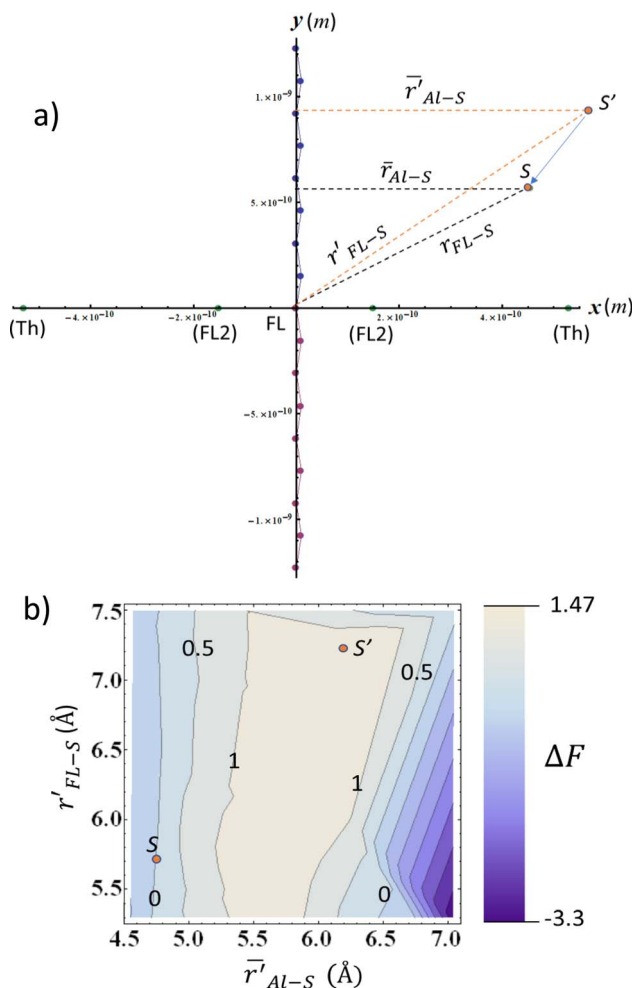 y (m)
a)
1.×10⁻⁹
r̅'Al−S
S'
r̅Al−S
S
5.×10⁻¹⁰
r'FL−S
rFL−S
x (m)
−4.×10⁻¹⁰
−2.×10⁻¹⁰
2.×10⁻¹⁰
4.×10⁻¹⁰
(Th)
(FL2)
FL
(FL2)
(Th)
−5.×10⁻¹⁰
−1.×10⁻⁹
b)
7.5
7.0
6.5
6.0
5.5
r'FL−S (Å)
0.5
S'
0.5
1
1
S
0
0
4.5 5.0 5.5 6.0 6.5 7.0
r̅'Al−S (Å)
1.47
ΔF
-3.3